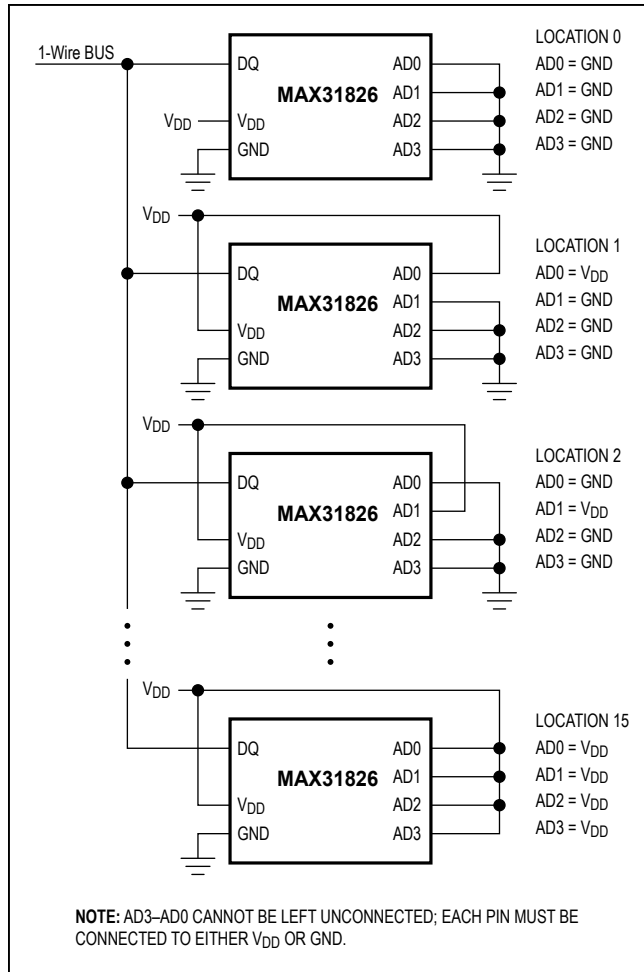 1-Wire BUS
DQ
VDD
VDD
GND
MAX31826
AD0
AD1
AD2
AD3
LOCATION 0
AD0 = GND
AD1 = GND
AD2 = GND
AD3 = GND
VDD
DQ
VDD
GND
MAX31826
AD0
AD1
AD2
AD3
LOCATION 1
AD0 = VDD
AD1 = GND
AD2 = GND
AD3 = GND
VDD
DQ
VDD
GND
MAX31826
AD0
AD1
AD2
AD3
LOCATION 2
AD0 = GND
AD1 = VDD
AD2 = GND
AD3 = GND
VDD
DQ
VDD
GND
MAX31826
AD0
AD1
AD2
AD3
LOCATION 15
AD0 = VDD
AD1 = VDD
AD2 = VDD
AD3 = VDD
NOTE: AD3–AD0 CANNOT BE LEFT UNCONNECTED; EACH PIN MUST BE
CONNECTED TO EITHER VDD OR GND.